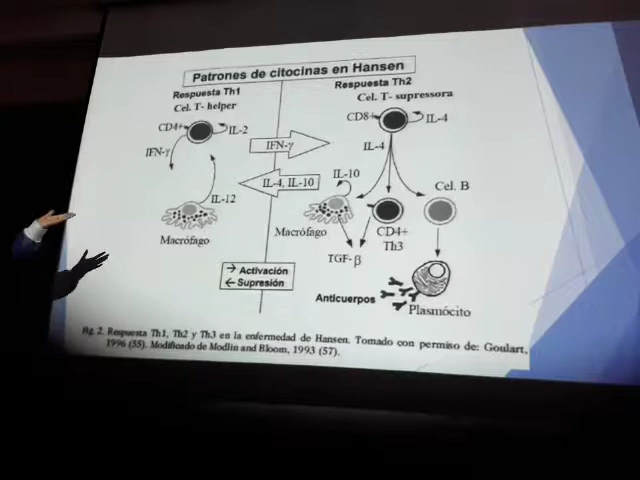 Patrones de citocinas en Hansen
Respuesta Th1
Cel. T- helper
CD4+
IL-2
IFN-γ
IL-12
Macrófago
IFN-γ
IL-4, IL-10
→ Activación
← Supresión
Respuesta Th2
Cel. T- supressora
CD8+
IL-4
IL-4
IL-10
Cel. B
Macrófago
CD4+
Th3
TGF-β
Anticuerpos
Plasmócito
Fig. 2. Respuesta Th1, Th2 y Th3 en la enfermedad de Hansen. Tomado con permiso de: Goulart,
1996 (55). Modificado de Modlin and Bloom, 1993 (57).